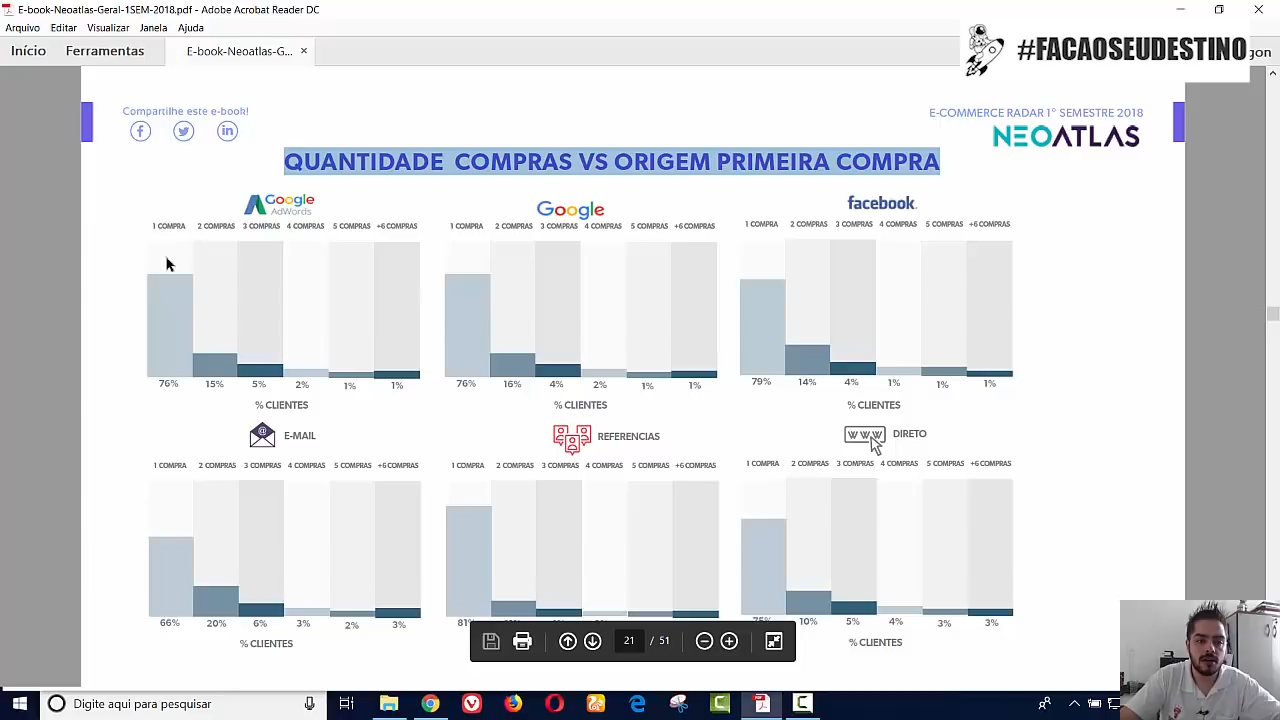 E-book-Neoatlas-Geral-1SEM-2018.pdf - Adobe Acrobat Reader DC
Arquivo Editar Visualizar Janela Ajuda
Início Ferramentas E-book-Neoatlas-G... ×
#FACAOSEUDESTINO
Compartilhe este e-book!
E-COMMERCE RADAR 1° SEMESTRE 2018
NEOATLAS
QUANTIDADE COMPRAS VS ORIGEM PRIMEIRA COMPRA
Google AdWords
Google
facebook
1 COMPRA 2 COMPRAS 3 COMPRAS 4 COMPRAS 5 COMPRAS +6 COMPRAS
1 COMPRA 2 COMPRAS 3 COMPRAS 4 COMPRAS 5 COMPRAS +6 COMPRAS
1 COMPRA 2 COMPRAS 3 COMPRAS 4 COMPRAS 5 COMPRAS +6 COMPRAS
76% 15% 5% 2% 1% 1%
76% 16% 4% 2% 1% 1%
79% 14% 4% 1% 1% 1%
% CLIENTES
% CLIENTES
% CLIENTES
E-MAIL
REFERENCIAS
WWW DIRETO
1 COMPRA 2 COMPRAS 3 COMPRAS 4 COMPRAS 5 COMPRAS +6 COMPRAS
1 COMPRA 2 COMPRAS 3 COMPRAS 4 COMPRAS 5 COMPRAS +6 COMPRAS
1 COMPRA 2 COMPRAS 3 COMPRAS 4 COMPRAS 5 COMPRAS +6 COMPRAS
66% 20% 6% 3% 2% 3%
81%
75% 10% 5% 4% 3% 3%
% CLIENTES
% CLIENTES
21 / 51
Digite aqui para pesquisar